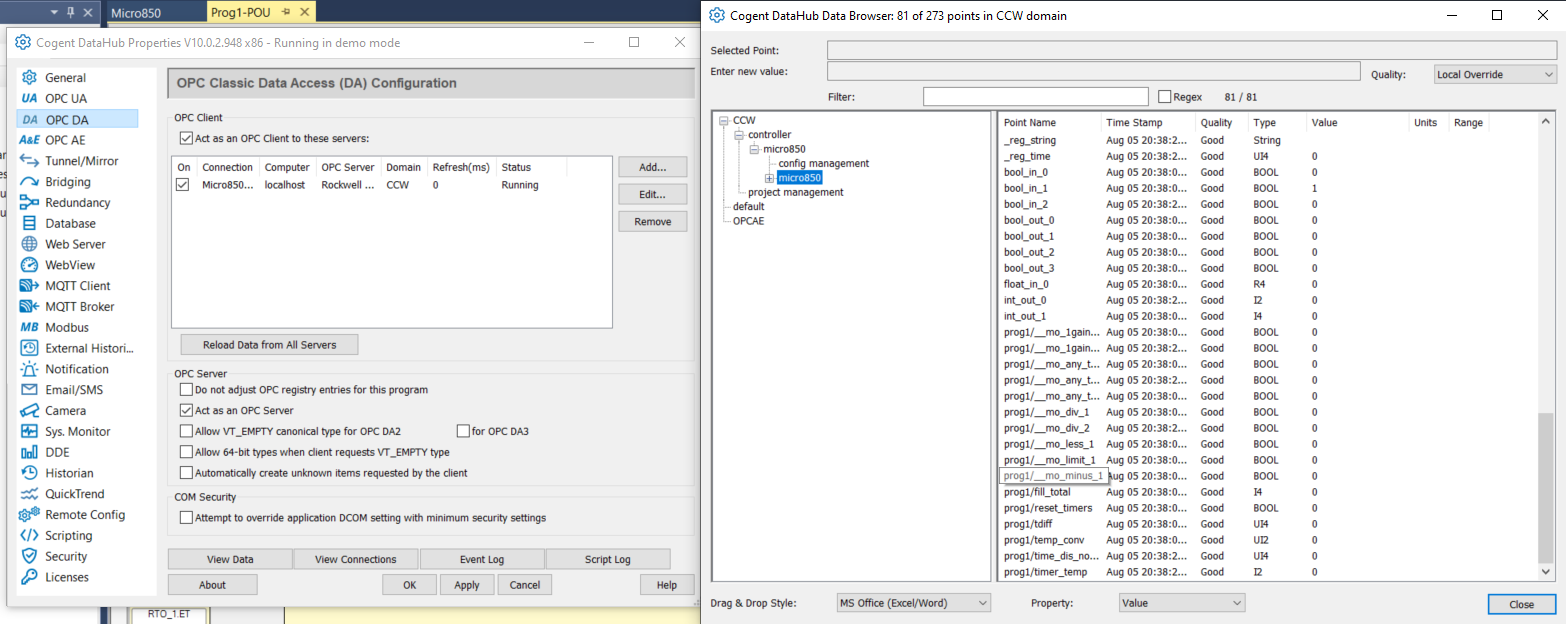 Micro850
Prog1-POU
Cogent DataHub Properties V10.0.2.948 x86 - Running in demo mode
General
UA OPC UA
DA OPC DA
A&E OPC AE
Tunnel/Mirror
Bridging
Redundancy
Database
Web Server
WebView
MQTT Client
MQTT Broker
MB Modbus
External Histori...
Notification
Email/SMS
Camera
Sys. Monitor
DDE
Historian
QuickTrend
Remote Config
Scripting
Security
Licenses
OPC Classic Data Access (DA) Configuration
OPC Client
Act as an OPC Client to these servers:
On Connection Computer OPC Server Domain Refresh(ms) Status
Micro850... localhost Rockwell ... CCW 0 Running
Add...
Edit...
Remove
Reload Data from All Servers
OPC Server
Do not adjust OPC registry entries for this program
Act as an OPC Server
Allow VT_EMPTY canonical type for OPC DA2 for OPC DA3
Allow 64-bit types when client requests VT_EMPTY type
Automatically create unknown items requested by the client
COM Security
Attempt to override application DCOM setting with minimum security settings
View Data View Connections Event Log Script Log
About OK Apply Cancel Help
RTO_1.ET
Cogent DataHub Data Browser: 81 of 273 points in CCW domain
Selected Point:
Enter new value: Quality: Local Override
Filter: Regex 81 / 81
CCW
controller
micro850
config management
micro850
project management
default
OPCAE
Point Name Time Stamp Quality Type Value Units Range
_reg_string Aug 05 20:38:2... Good String
_reg_time Aug 05 20:38:2... Good UI4 0
bool_in_0 Aug 05 20:38:0... Good BOOL 0
bool_in_1 Aug 05 20:38:2... Good BOOL 1
bool_in_2 Aug 05 20:38:0... Good BOOL 0
bool_out_0 Aug 05 20:38:0... Good BOOL 0
bool_out_1 Aug 05 20:38:0... Good BOOL 0
bool_out_2 Aug 05 20:38:0... Good BOOL 0
bool_out_3 Aug 05 20:38:0... Good BOOL 0
float_in_0 Aug 05 20:38:0... Good R4 0
int_out_0 Aug 05 20:38:2... Good I2 0
int_out_1 Aug 05 20:38:0... Good I4 0
prog1/__mo_1gain... Aug 05 20:38:0... Good BOOL 0
prog1/__mo_1gain... Aug 05 20:38:2... Good BOOL 0
prog1/__mo_any_t... Aug 05 20:38:0... Good BOOL 0
prog1/__mo_any_t... Aug 05 20:38:2... Good BOOL 0
prog1/__mo_any_t... Aug 05 20:38:0... Good BOOL 0
prog1/__mo_div_1 Aug 05 20:38:0... Good BOOL 0
prog1/__mo_div_2 Aug 05 20:38:0... Good BOOL 0
prog1/__mo_less_1 Aug 05 20:38:0... Good BOOL 0
prog1/__mo_limit_1 Aug 05 20:38:0... Good BOOL 0
prog1/__mo_minus_1 Aug 05 20:38:0... Good BOOL 0
prog1/fill_total Aug 05 20:38:0... Good I4 0
prog1/reset_timers Aug 05 20:38:0... Good BOOL 0
prog1/tdiff Aug 05 20:38:0... Good UI4 0
prog1/temp_conv Aug 05 20:38:0... Good UI2 0
prog1/time_dis_no... Aug 05 20:38:2... Good UI4 0
prog1/timer_temp Aug 05 20:38:2... Good I2 0
Drag & Drop Style: MS Office (Excel/Word) Property: Value Close